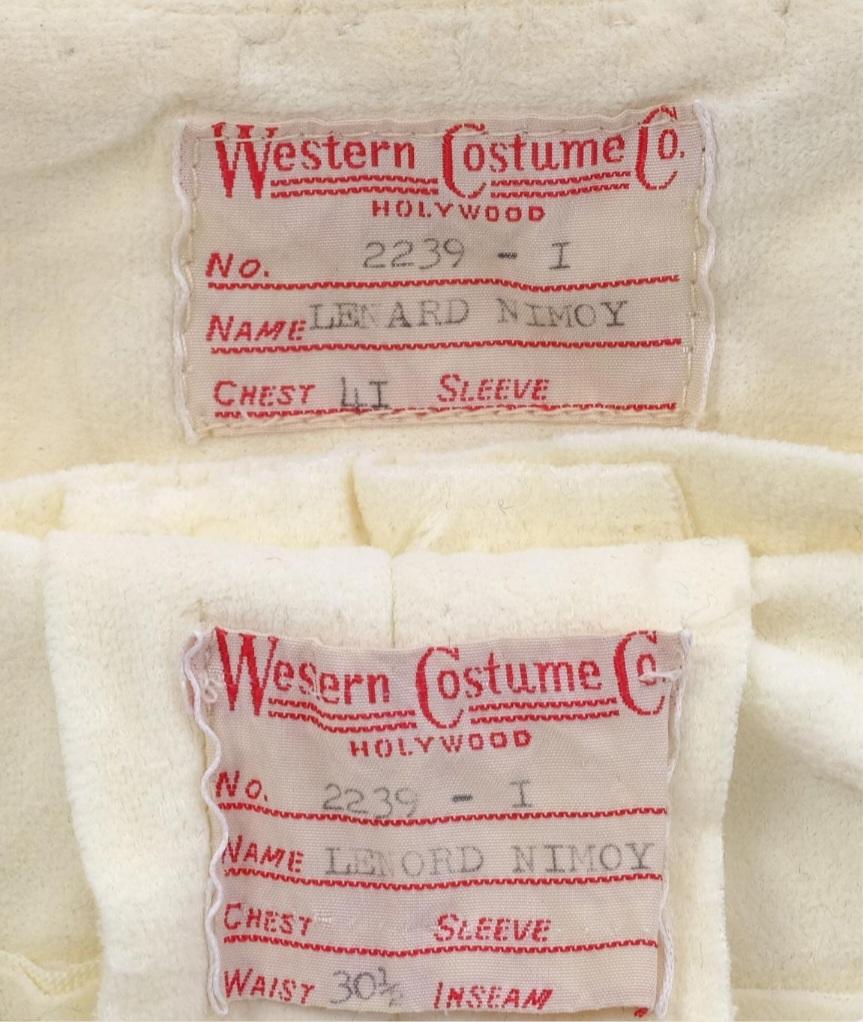 Western Costume Co.
HOLYWOOD
No. 2239 - I
NAME LENARD NIMOY
CHEST 41 SLEEVE
Wesern Costume Co.
HOLYWOOD
No. 2239 - I
NAME LENORD NIMOY
CHEST SLEEVE
WAIST 30½ INSEAM